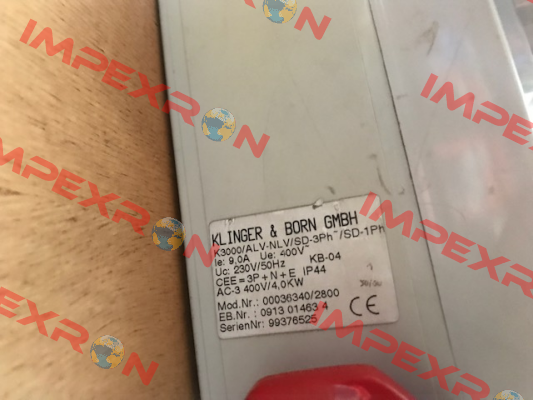 IMPEXRON
IMPEXRON
IMPEXRON
IMPEXRON
IMPEXRON
IMPEXRON
KLINGER & BORN GMBH
K3000/ALV-NLV/SD-3Ph~/SD-1Ph
Ie: 9,0A Ue: 400V~
Uc: 230V/50Hz KB-04
CEE=3P+N+E IP44
AC-3 400V/4,0KW
Mod.Nr.: 00036340/2800
EB.Nr. : 0913 01463 4
SerienNr: 99376525
CE